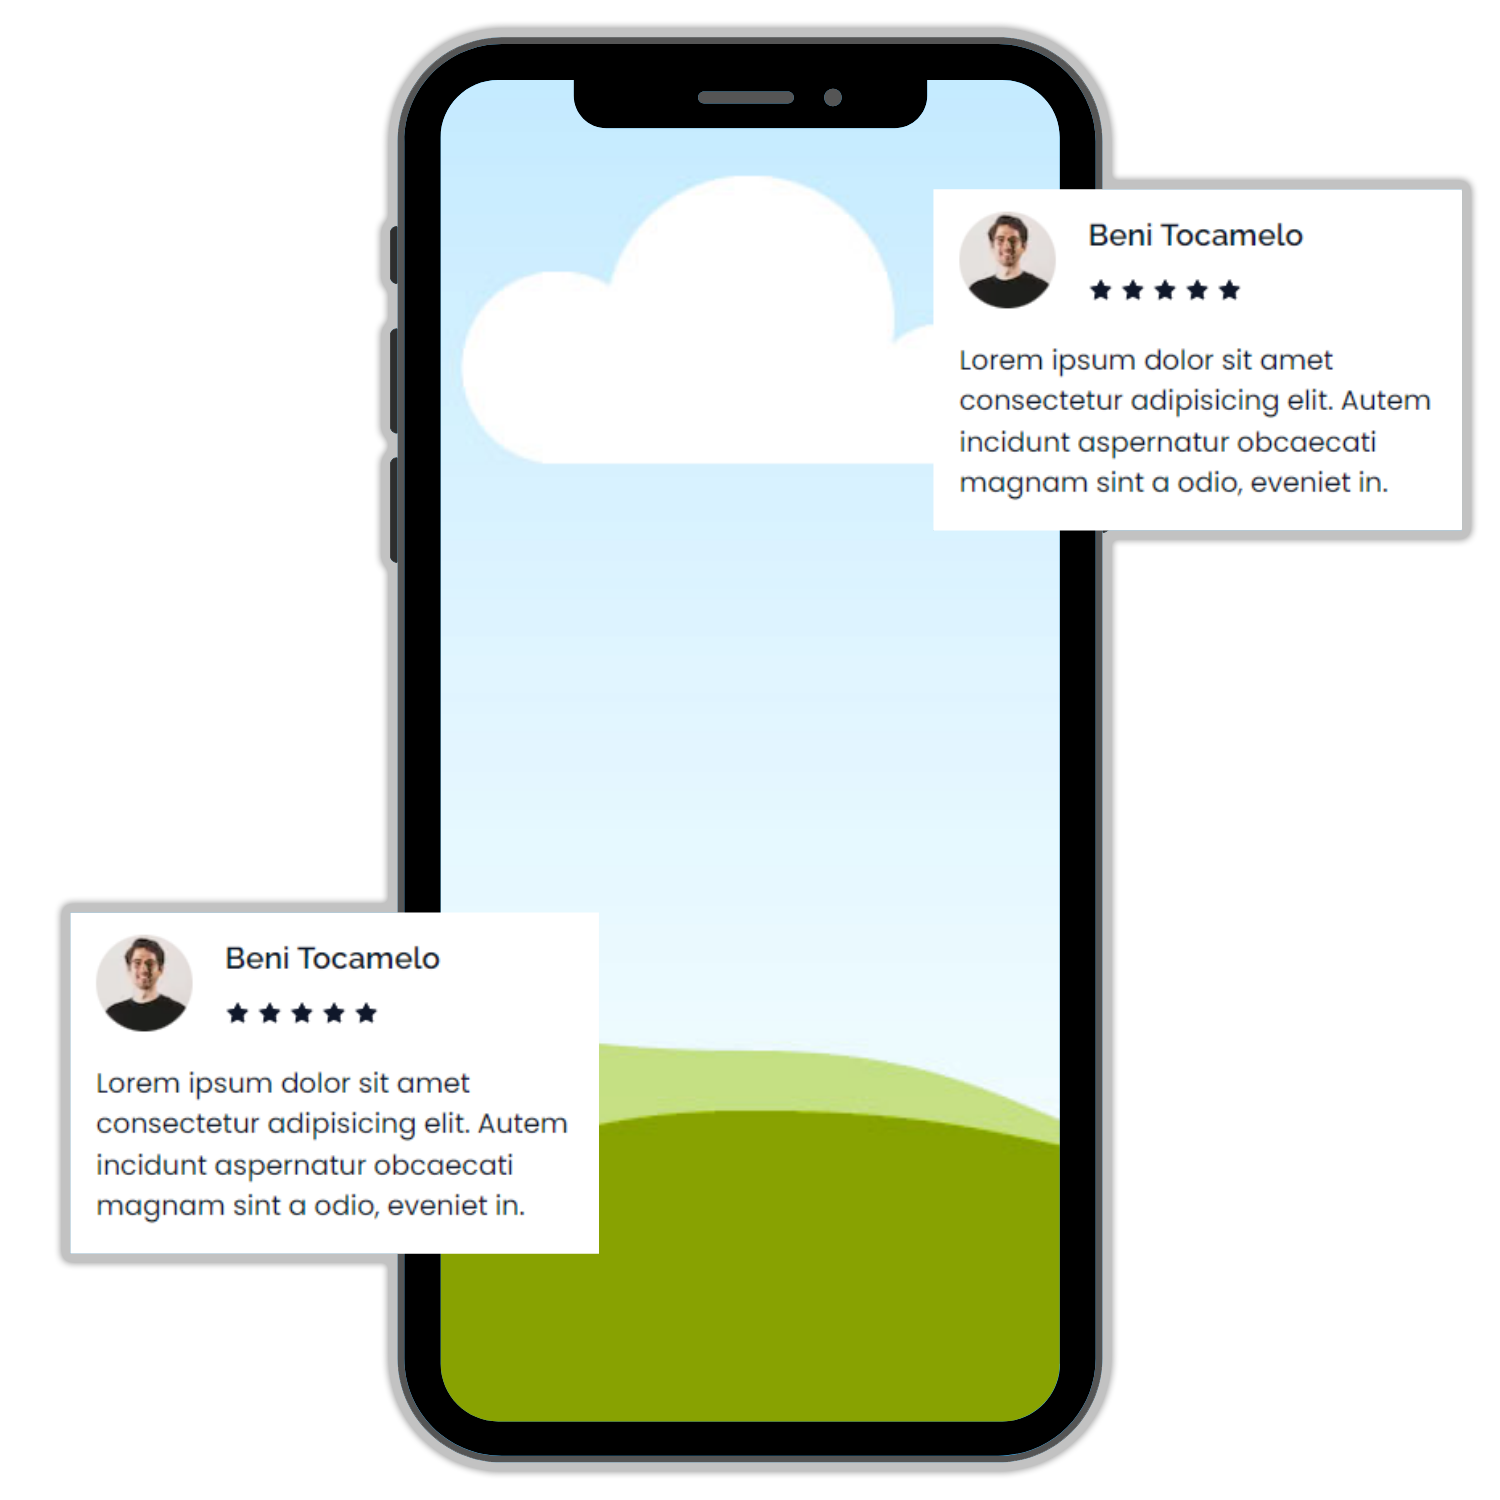 Beni Tocamelo
Lorem ipsum dolor sit amet
consectetur adipisicing elit. Autem
incidunt aspernatur obcaecati
magnam sint a odio, eveniet in.
Beni Tocamelo
Lorem ipsum dolor sit amet
consectetur adipisicing elit. Autem
incidunt aspernatur obcaecati
magnam sint a odio, eveniet in.